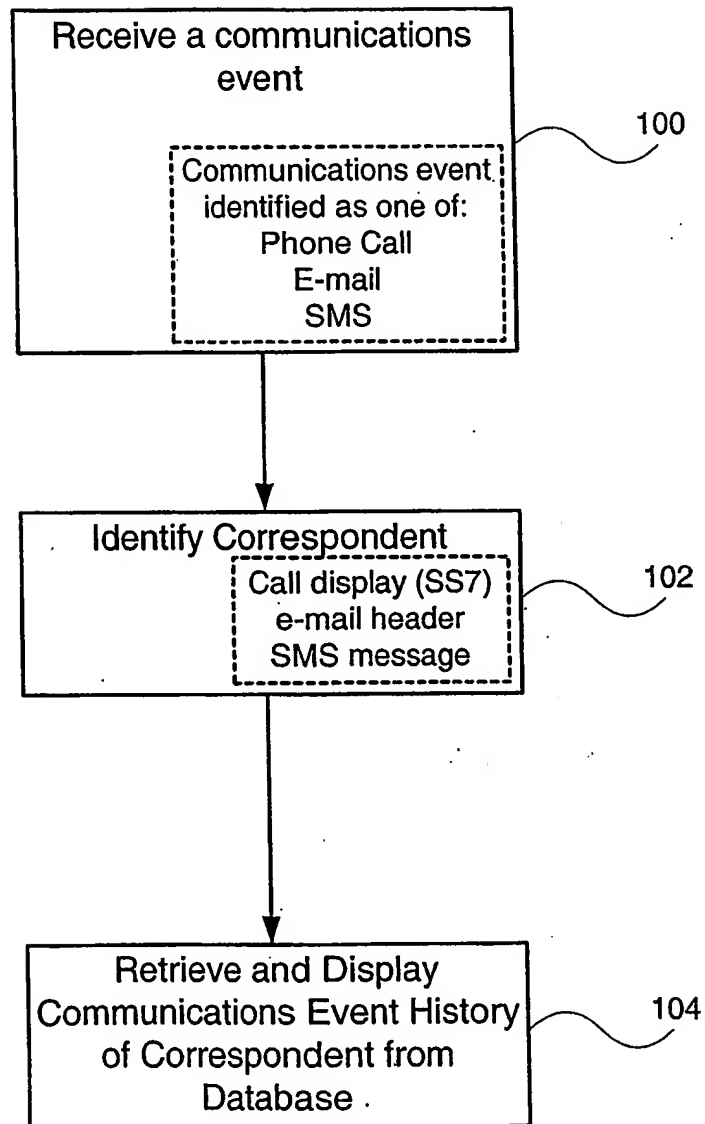 Receive a communications
event
100
Communications event
identified as one of:
Phone Call
E-mail
SMS
Identify Correspondent
102
Call display (SS7)
e-mail header
SMS message
Retrieve and Display
Communications Event History
of Correspondent from
Database
104